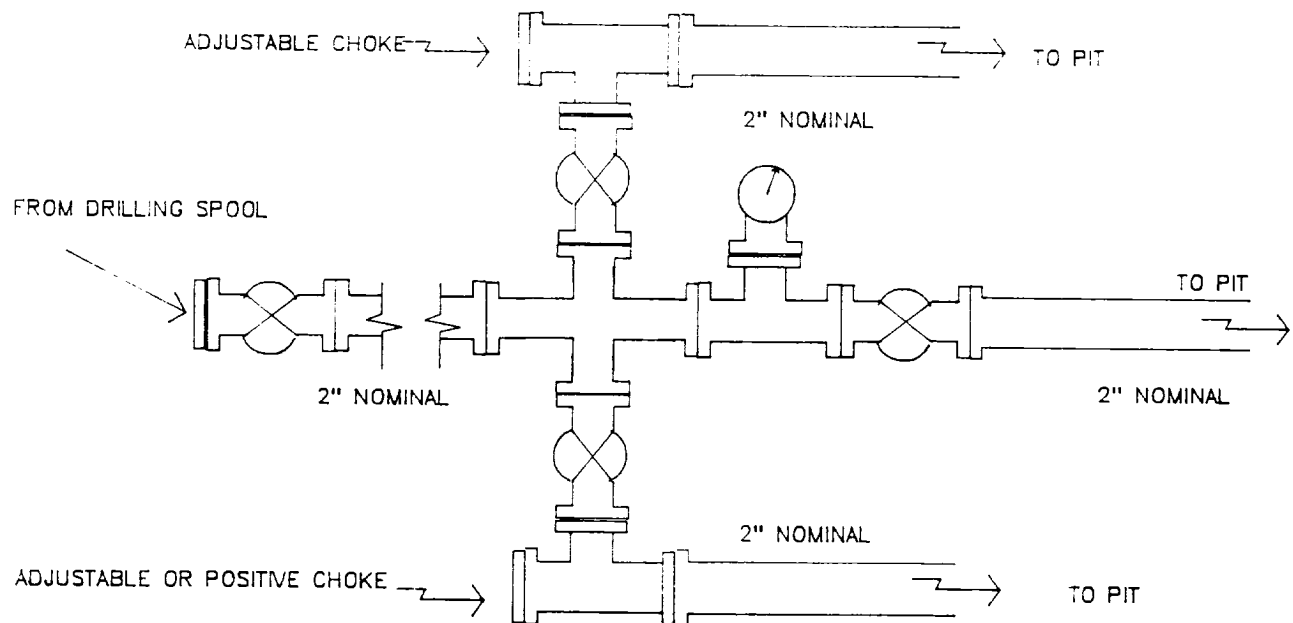 ADJUSTABLE CHOKE
TO PIT
2" NOMINAL
FROM DRILLING SPOOL
TO PIT
2" NOMINAL
2" NOMINAL
2" NOMINAL
ADJUSTABLE OR POSITIVE CHOKE
TO PIT